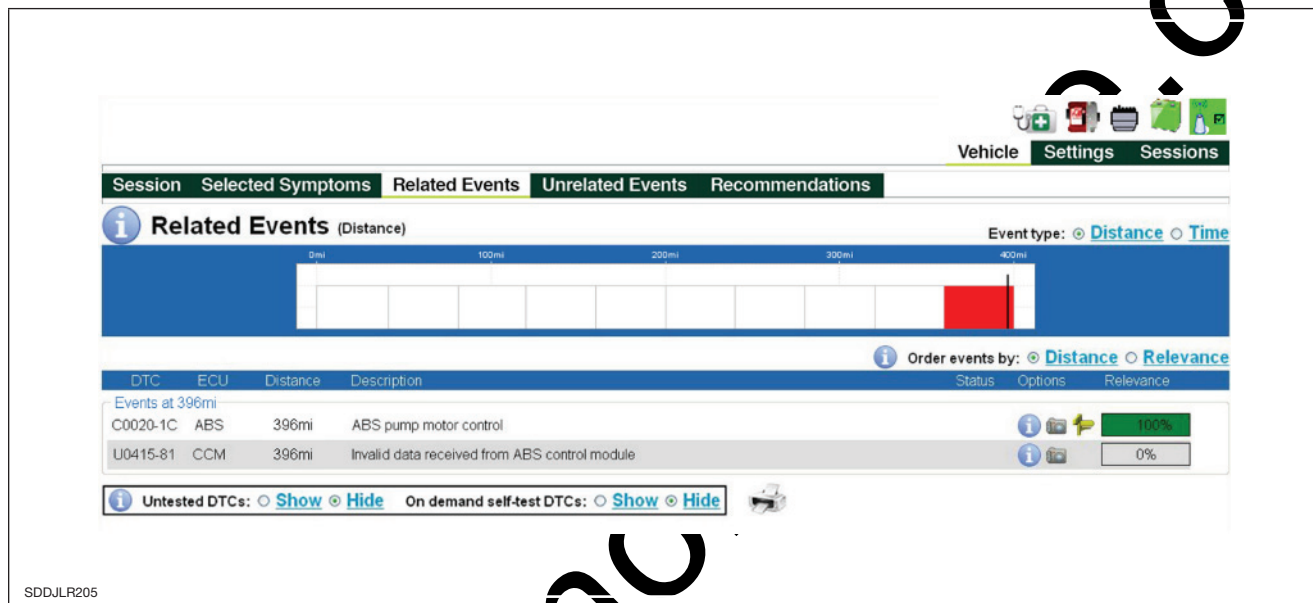 Vehicle Settings Sessions
Session Selected Symptoms Related Events Unrelated Events Recommendations
Related Events (Distance)
Event type: Distance Time
0mi 100mi 200mi 300mi 400mi
Order events by: Distance Relevance
DTC ECU Distance Description Status Options Relevance
Events at 396mi
C0020-1C ABS 396mi ABS pump motor control 100%
U0415-81 CCM 396mi Invalid data received from ABS control module 0%
Untested DTCs: Show Hide On demand self-test DTCs: Show Hide
SDDJLR205